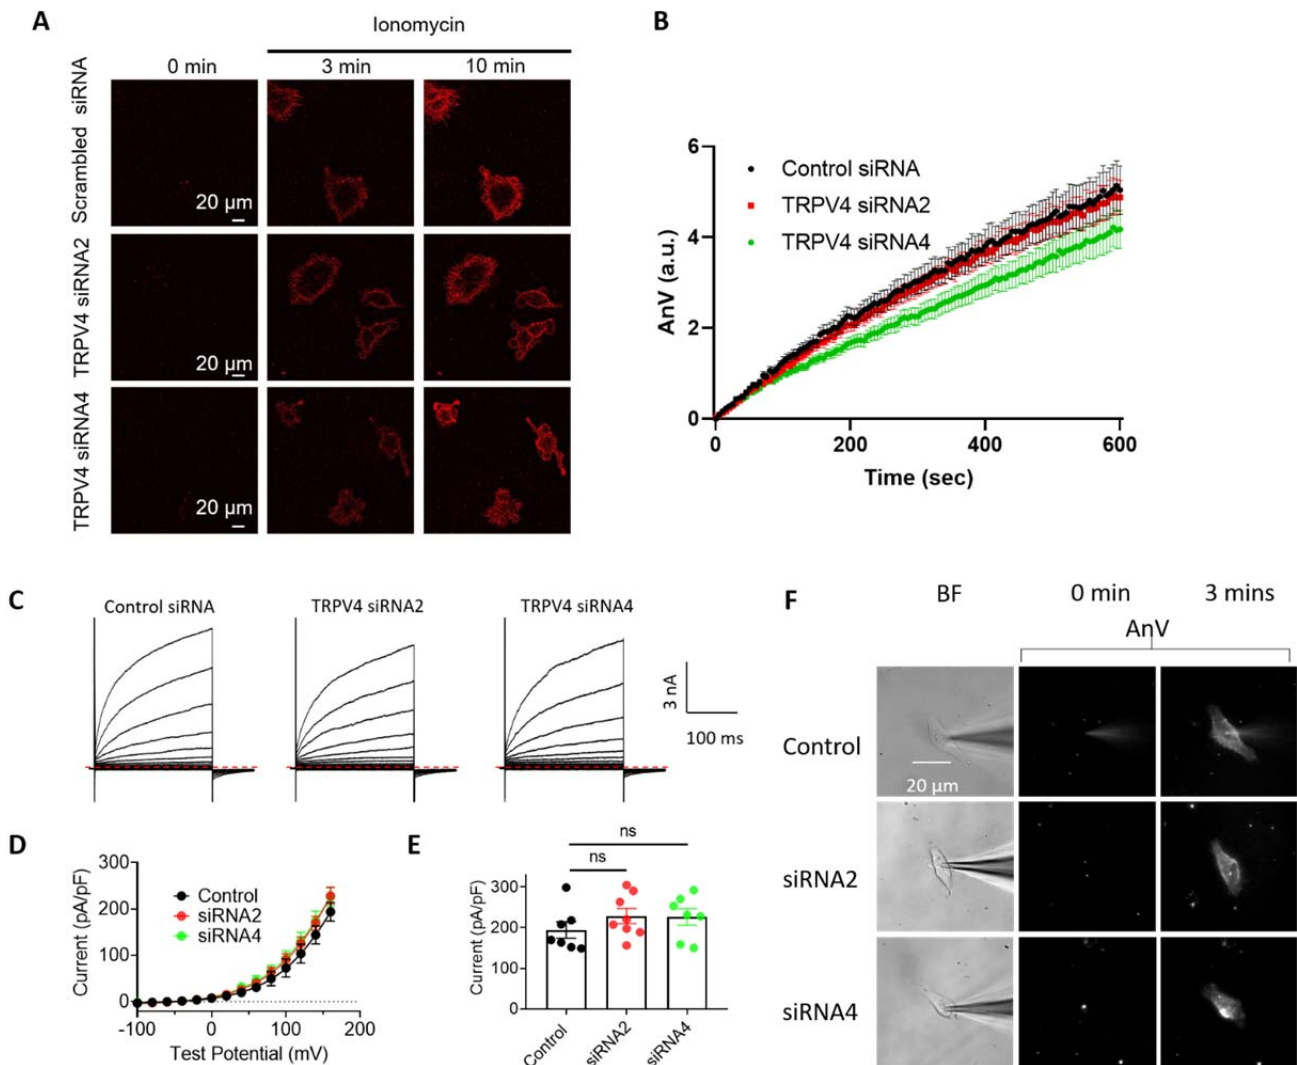 A
Ionomycin
0 min
3 min
10 min
Scrambled siRNA
20 µm
TRPV4 siRNA2
20 µm
TRPV4 siRNA4
20 µm
B
6
4
2
0
AnV (a.u.)
Control siRNA
TRPV4 siRNA2
TRPV4 siRNA4
0
200
400
600
Time (sec)
C
Control siRNA
TRPV4 siRNA2
TRPV4 siRNA4
3 nA
100 ms
D
300
200
100
0
Current (pA/pF)
Control
siRNA2
siRNA4
-100
0
100
200
Test Potential (mV)
E
ns
ns
300
200
100
0
Current (pA/pF)
Control
siRNA2
siRNA4
F
BF
0 min
3 mins
AnV
Control
20 µm
siRNA2
siRNA4